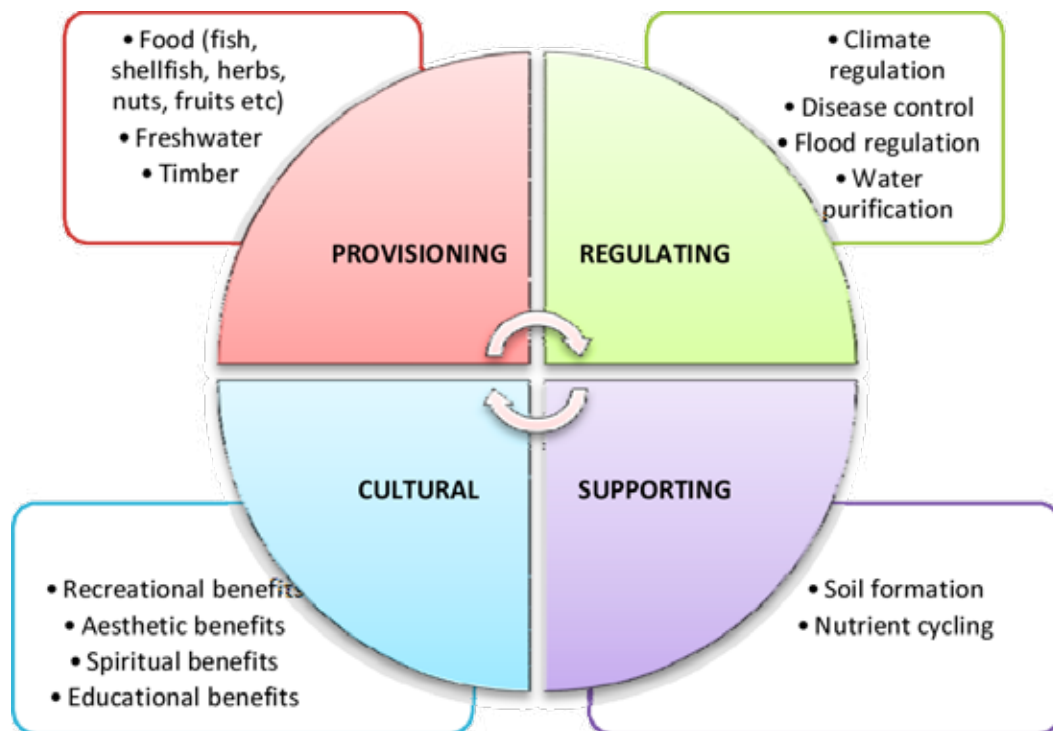 • Food (fish,
shellfish, herbs,
nuts, fruits etc)
• Freshwater
• Timber
• Climate
regulation
• Disease control
• Flood regulation
• Water
purification
PROVISIONING
REGULATING
CULTURAL
SUPPORTING
• Recreational benefits
• Aesthetic benefits
• Spiritual benefits
• Educational benefits
• Soil formation
• Nutrient cycling